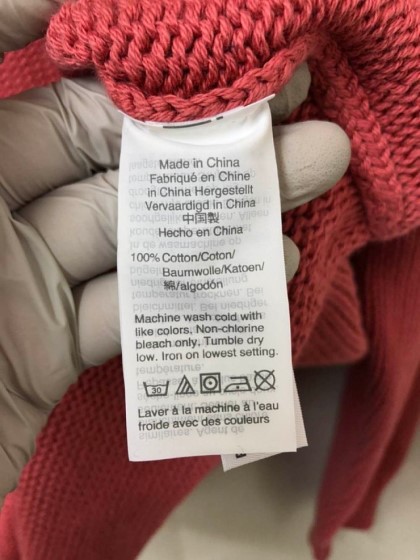 Made in China
Fabriqué en Chine
in China Hergestellt
Vervaardigd in China
中国製
Hecho en China
100% Cotton/Coton/
Baumwolle/Katoen/
綿/algodón
Machine wash cold with
like colors, Non-chlorine
bleach only, Tumble dry
low. Iron on lowest setting.
30
Laver à la machine à l'eau
froide avec des couleurs